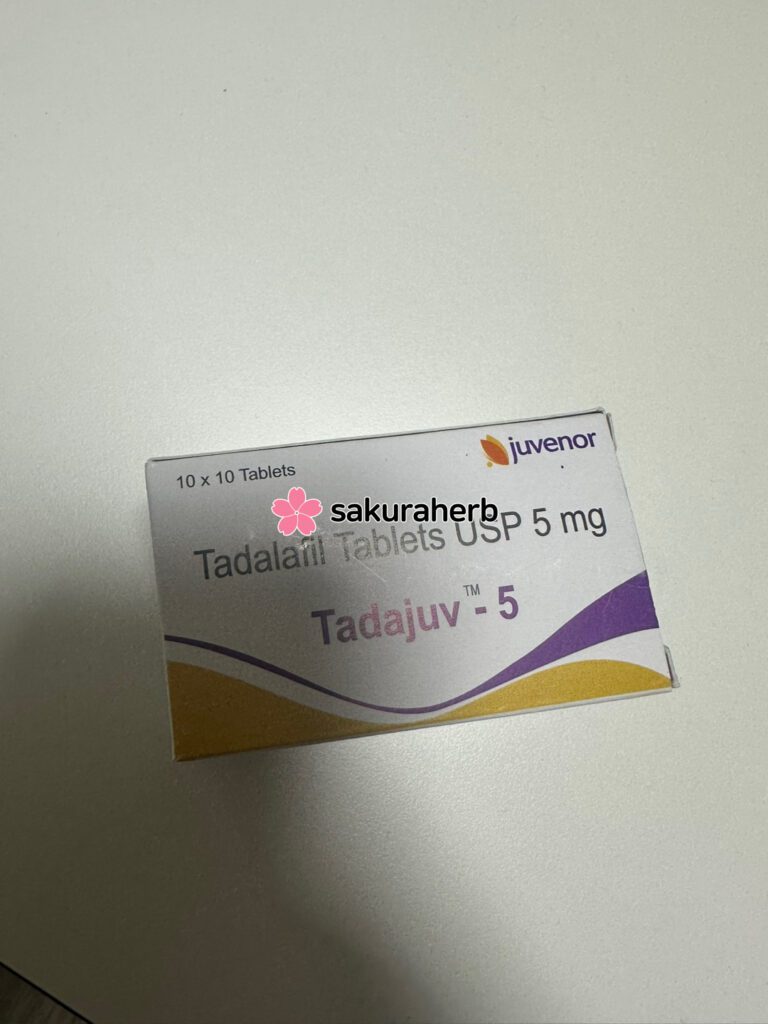 juvenor
10 x 10 Tablets
sakuraherb
Tadalafil Tablets USP 5 mg
Tadajuv™ - 5